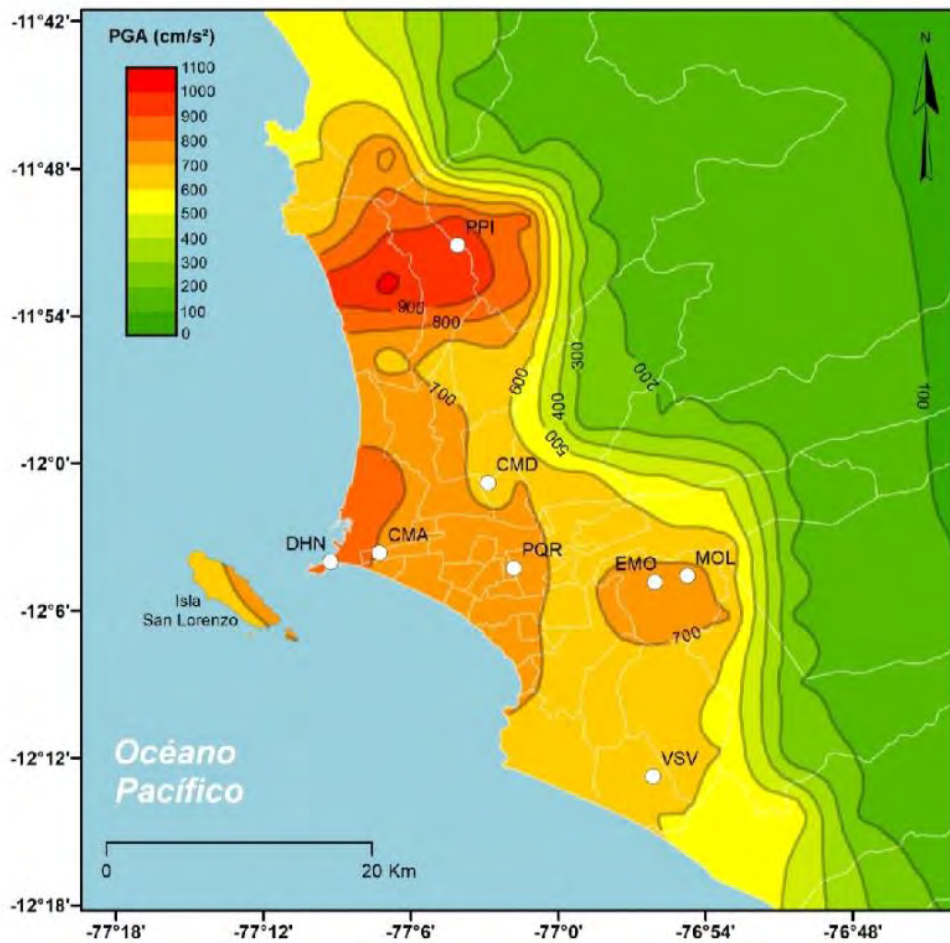 -11°42'
PGA (cm/s²)
1100
1000
900
800
700
600
500
400
300
200
100
0
N
-11°48'
PPI
900
800
-11°54'
300
200
600
700
400
100
500
-12°0'
CMD
DHN
CMA
PQR
EMO
MOL
-12°6'
Isla
San Lorenzo
700
-12°12'
Océano
Pacífico
VSV
0
20 Km
-12°18'
-77°18'
-77°12'
-77°6'
-77°0'
-76°54'
-76°48'